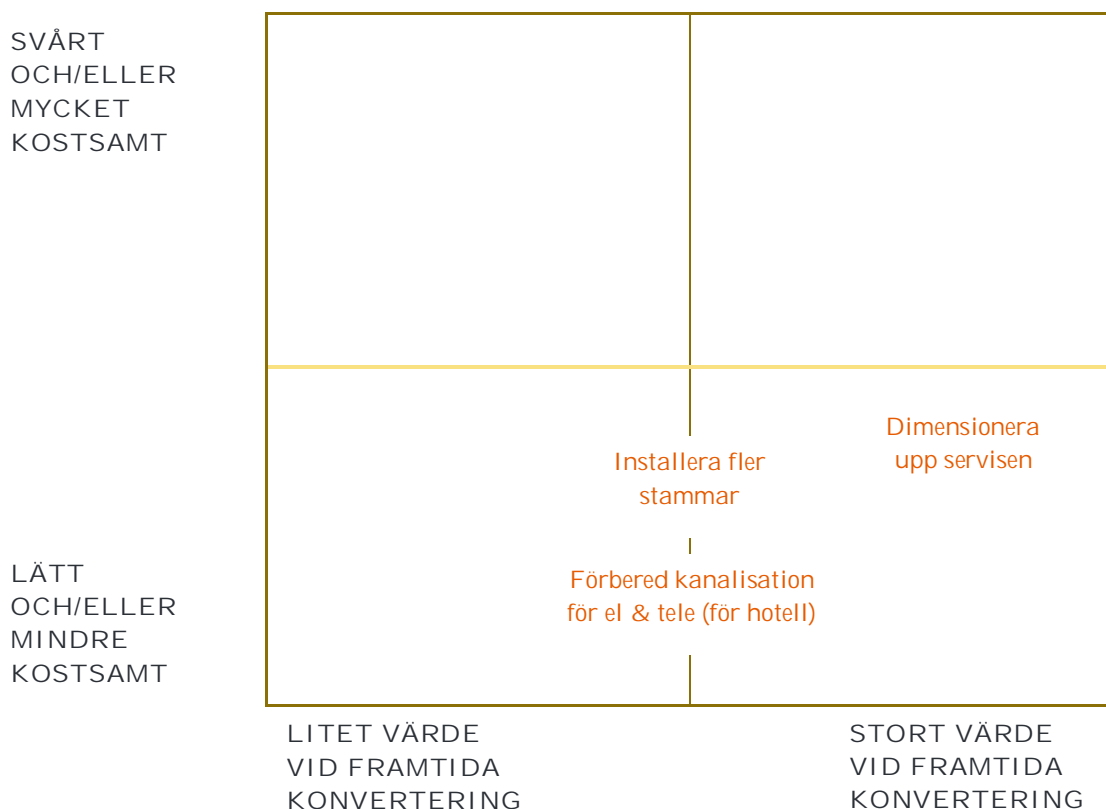 SVÅRT
OCH/ELLER
MYCKET
KOSTSAMT
Dimensionera
upp servisen
Installera fler
stammar
Förbered kanalisation
för el & tele (för hotell)
LÄTT
OCH/ELLER
MINDRE
KOSTSAMT
LITET VÄRDE
VID FRAMTIDA
KONVERTERING
STORT VÄRDE
VID FRAMTIDA
KONVERTERING